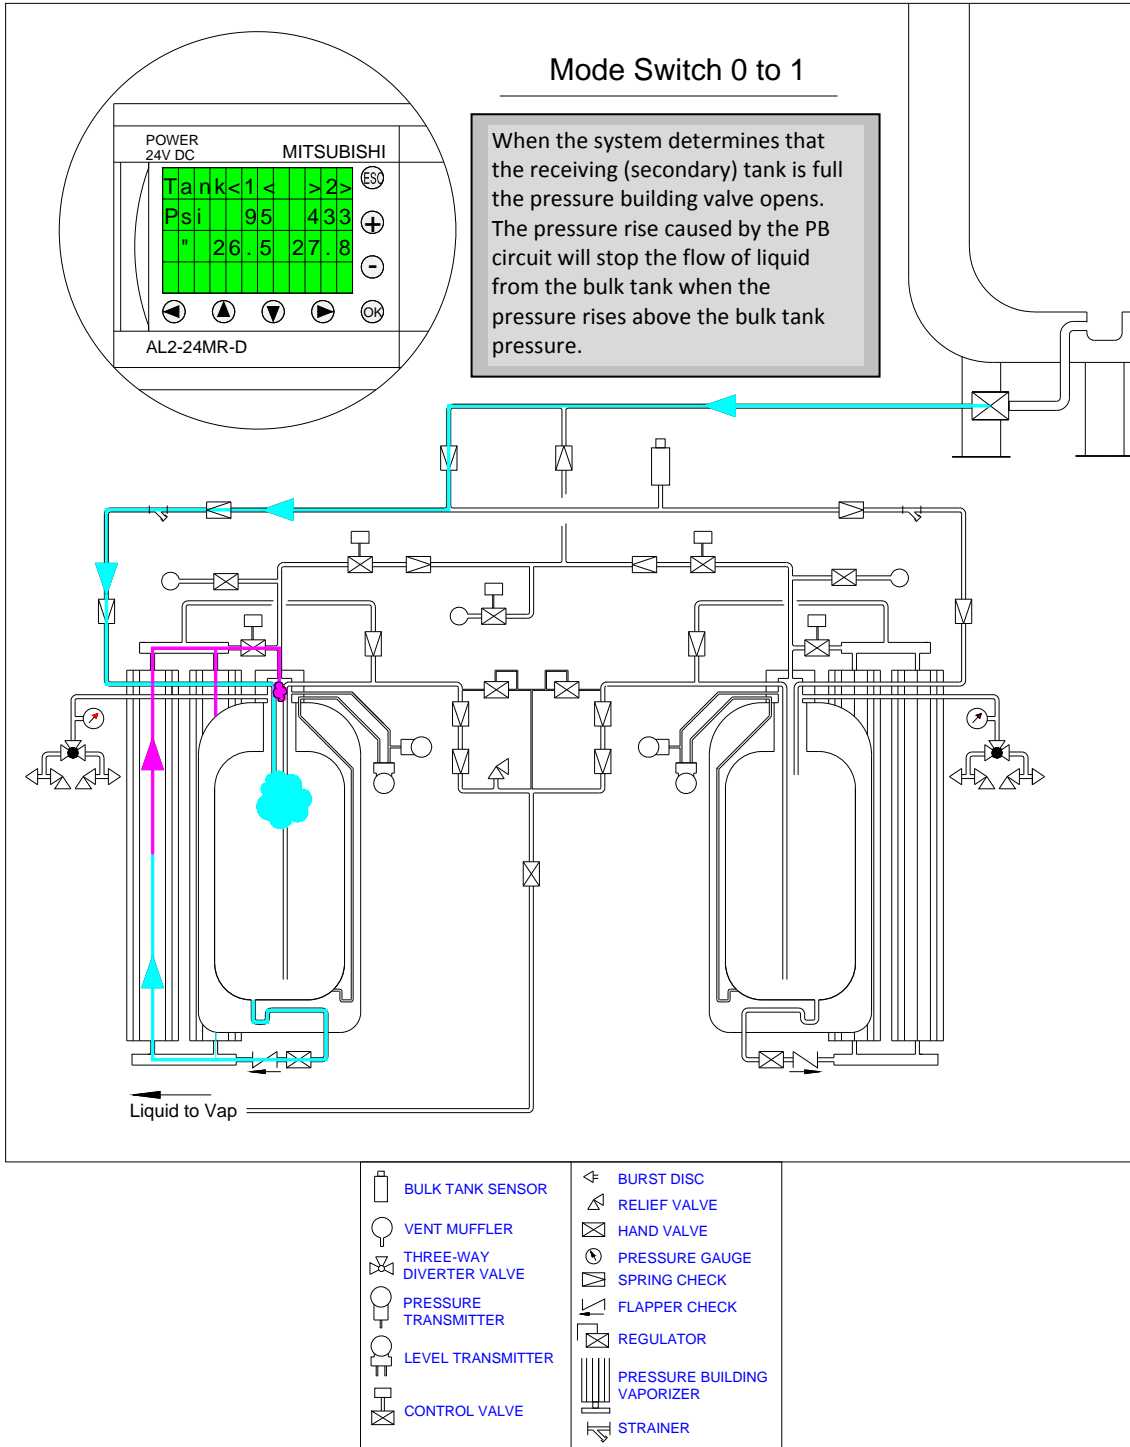 Mode Switch 0 to 1
POWER
24V DC
MITSUBISHI
Tank<1< >2>
Psi 95 433
" 26.5 27.8
ESC
+
-
OK
AL2-24MR-D
When the system determines that
the receiving (secondary) tank is full
the pressure building valve opens.
The pressure rise caused by the PB
circuit will stop the flow of liquid
from the bulk tank when the
pressure rises above the bulk tank
pressure.
Liquid to Vap
BULK TANK SENSOR
VENT MUFFLER
THREE-WAY
DIVERTER VALVE
PRESSURE
TRANSMITTER
LEVEL TRANSMITTER
CONTROL VALVE
BURST DISC
RELIEF VALVE
HAND VALVE
PRESSURE GAUGE
SPRING CHECK
FLAPPER CHECK
REGULATOR
PRESSURE BUILDING
VAPORIZER
STRAINER